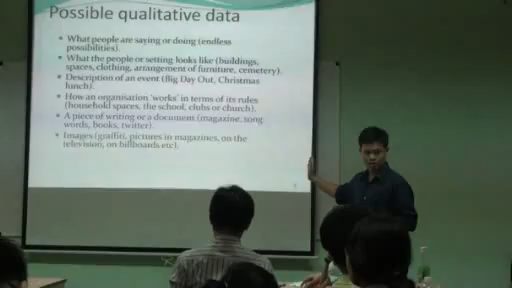 Possible qualitative data
• What people are saying or doing (endless
possibilities).
• What the people or setting looks like (buildings,
spaces, clothing, arrangement of furniture, cemetery).
• Description of an event (Big Day Out, Christmas
lunch).
• How an organisation 'works' in terms of its rules
(household spaces, the school, clubs or church).
• A piece of writing or a document (magazine, song
words, books, twitter).
• Images (graffiti, pictures in magazines, on the
television, on billboards etc).